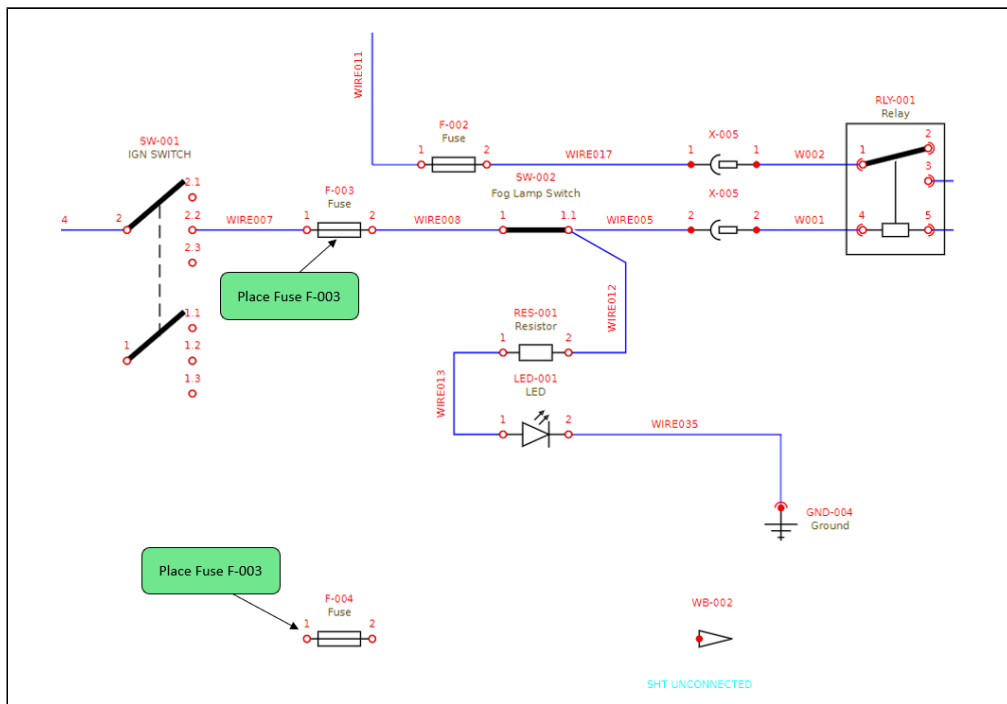 WIRE011
RLY-001
Relay
2
F-002
Fuse
X-005
SW-001
IGN SWITCH
1
2
WIRE017
1
1
W002
1
3
SW-002
Fog Lamp Switch
X-005
2.1
F-003
Fuse
4
2
2.2
WIRE007
1
2
WIRE008
1
1.1
WIRE005
2
2
W001
4
5
2.3
Place Fuse F-003
WIRE012
1.1
RES-001
Resistor
1
1.2
1
2
1.3
WIRE013
LED-001
LED
1
2
WIRE035
GND-004
Ground
Place Fuse F-003
F-004
Fuse
1
2
WB-002
SHT UNCONNECTED